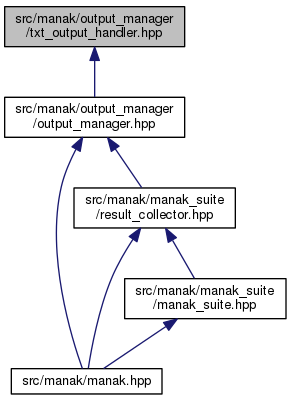 src/manak/output_manager
/txt_output_handler.hpp
src/manak/output_manager
/output_manager.hpp
src/manak/manak_suite
/result_collector.hpp
src/manak/manak_suite
/manak_suite.hpp
src/manak/manak.hpp